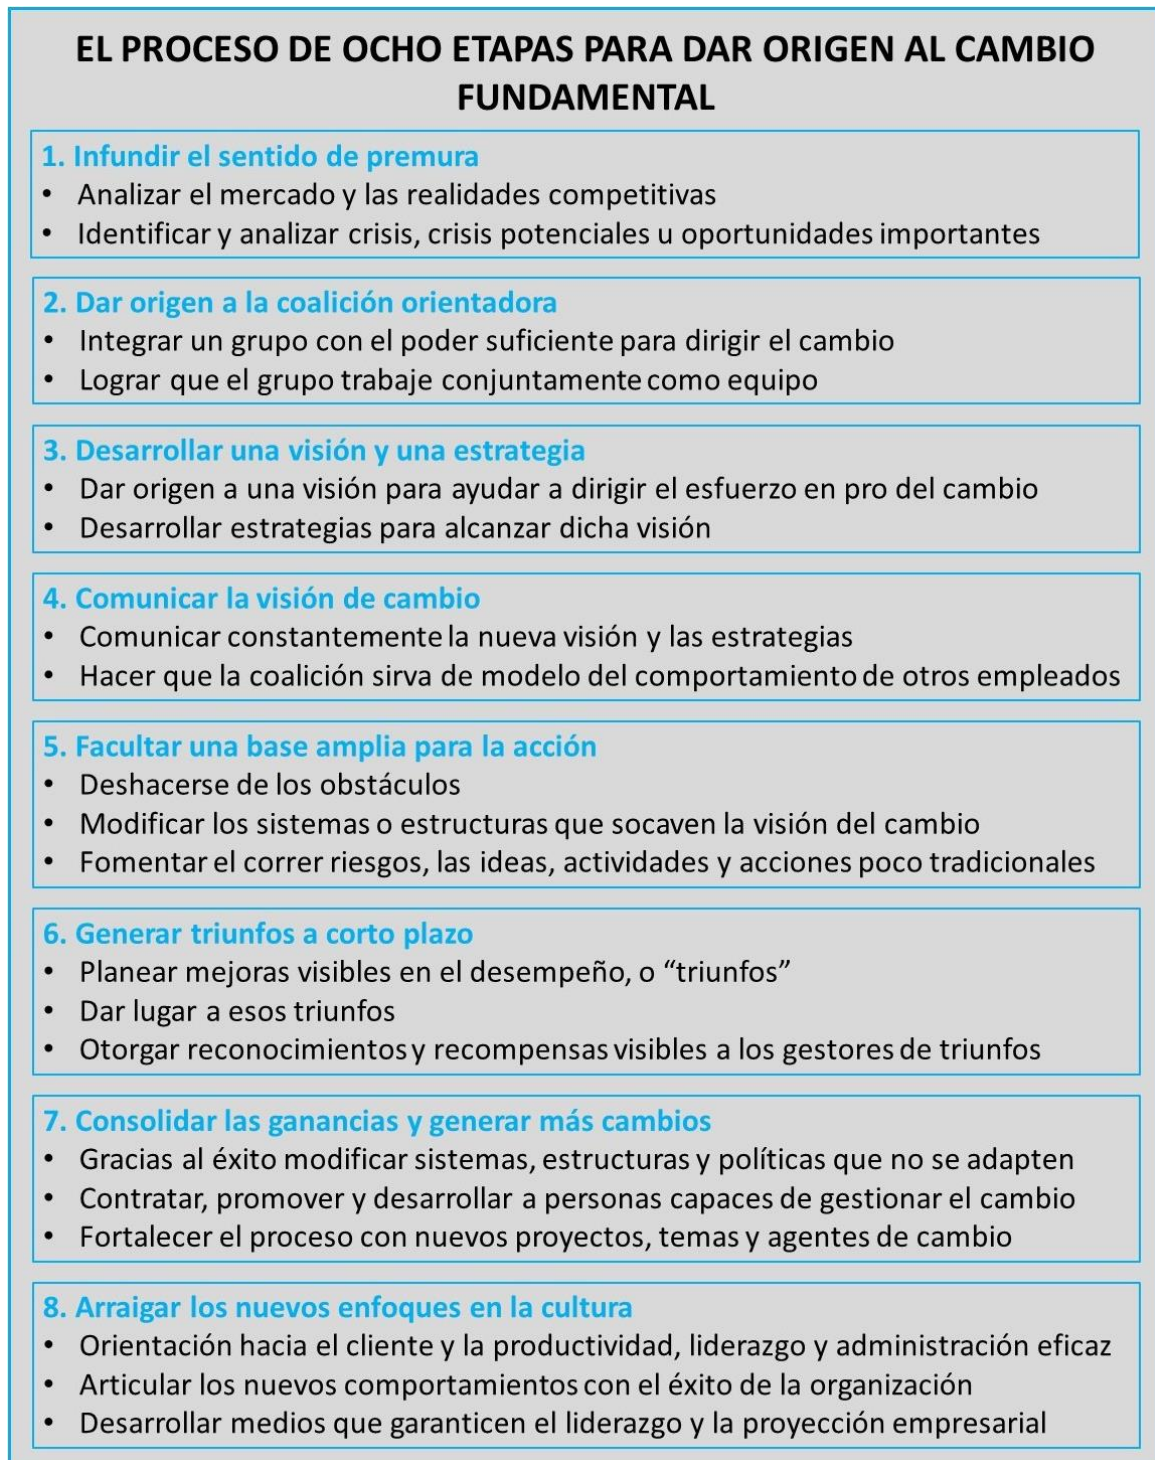 EL PROCESO DE OCHO ETAPAS PARA DAR ORIGEN AL CAMBIO
FUNDAMENTAL
1. Infundir el sentido de premura
• Analizar el mercado y las realidades competitivas
• Identificar y analizar crisis, crisis potenciales u oportunidades importantes
2. Dar origen a la coalición orientadora
• Integrar un grupo con el poder suficiente para dirigir el cambio
• Lograr que el grupo trabaje conjuntamente como equipo
3. Desarrollar una visión y una estrategia
• Dar origen a una visión para ayudar a dirigir el esfuerzo en pro del cambio
• Desarrollar estrategias para alcanzar dicha visión
4. Comunicar la visión de cambio
• Comunicar constantemente la nueva visión y las estrategias
• Hacer que la coalición sirva de modelo del comportamiento de otros empleados
5. Facultar una base amplia para la acción
• Deshacerse de los obstáculos
• Modificar los sistemas o estructuras que socaven la visión del cambio
• Fomentar el correr riesgos, las ideas, actividades y acciones poco tradicionales
6. Generar triunfos a corto plazo
• Planear mejoras visibles en el desempeño, o “triunfos”
• Dar lugar a esos triunfos
• Otorgar reconocimientos y recompensas visibles a los gestores de triunfos
7. Consolidar las ganancias y generar más cambios
• Gracias al éxito modificar sistemas, estructuras y políticas que no se adapten
• Contratar, promover y desarrollar a personas capaces de gestionar el cambio
• Fortalecer el proceso con nuevos proyectos, temas y agentes de cambio
8. Arraigar los nuevos enfoques en la cultura
• Orientación hacia el cliente y la productividad, liderazgo y administración eficaz
• Articular los nuevos comportamientos con el éxito de la organización
• Desarrollar medios que garanticen el liderazgo y la proyección empresarial